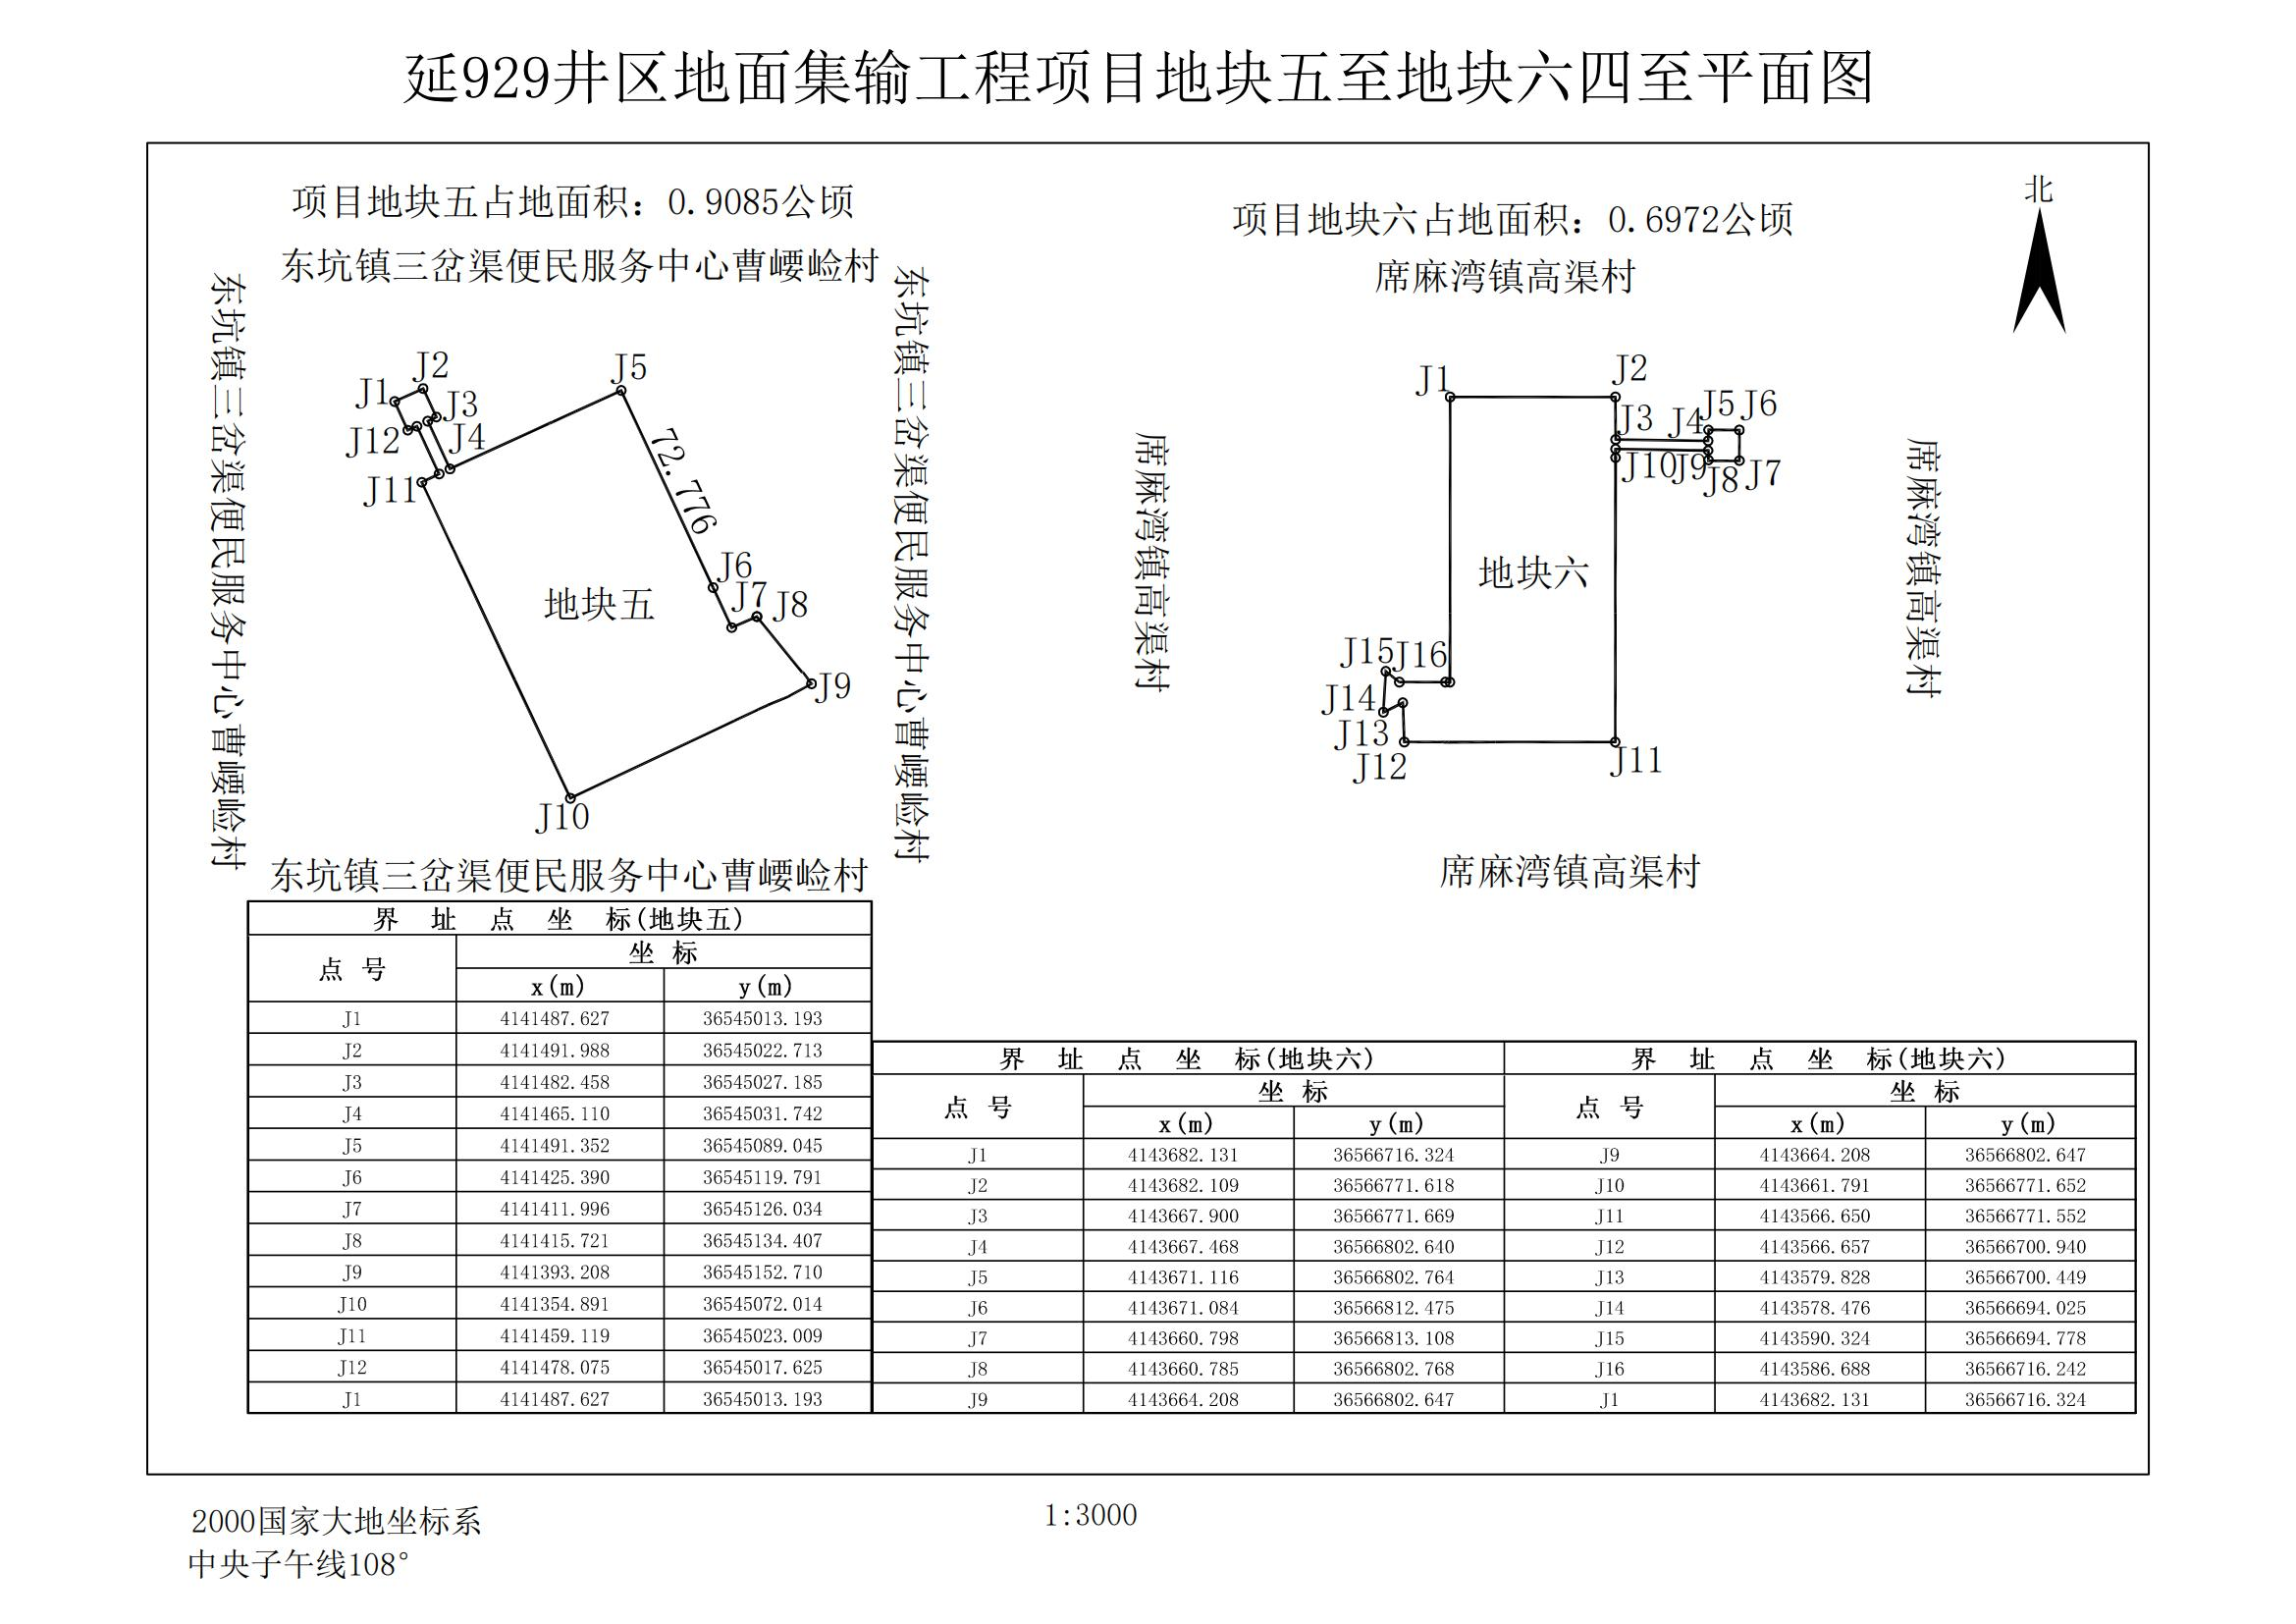 延929井区地面集输工程项目地块五至地块六四至平面图
项目地块五占地面积：0.9085公顷
东坑镇三岔渠便民服务中心曹崾崄村
东坑镇三岔渠便民服务中心曹崾崄村
东坑镇三岔渠便民服务中心曹崾崄村
J1
J2
J3
J4
J5
72.776
J6
J7
J8
J9
J10
J11
J12
地块五
东坑镇三岔渠便民服务中心曹崾崄村
项目地块六占地面积：0.6972公顷
席麻湾镇高渠村
北
席麻湾镇高渠村
席麻湾镇高渠村
J1
J2
J3
J4
J5
J6
J7
J8
J9
J10
地块六
J11
J12
J13
J14
J15
J16
席麻湾镇高渠村
界 址 点 坐 标(地块五)
点 号 坐 标
x(m) y(m)
J1 4141487.627 36545013.193
J2 4141491.988 36545022.713
J3 4141482.458 36545027.185
J4 4141465.110 36545031.742
J5 4141491.352 36545089.045
J6 4141425.390 36545119.791
J7 4141411.996 36545126.034
J8 4141415.721 36545134.407
J9 4141393.208 36545152.710
J10 4141354.891 36545072.014
J11 4141459.119 36545023.009
J12 4141478.075 36545017.625
J1 4141487.627 36545013.193
界 址 点 坐 标(地块六)
点 号 坐 标
x(m) y(m)
J1 4143682.131 36566716.324
J2 4143682.109 36566771.618
J3 4143667.900 36566771.669
J4 4143667.468 36566802.640
J5 4143671.116 36566802.764
J6 4143671.084 36566812.475
J7 4143660.798 36566813.108
J8 4143660.785 36566802.768
J9 4143664.208 36566802.647
界 址 点 坐 标(地块六)
点 号 坐 标
x(m) y(m)
J9 4143664.208 36566802.647
J10 4143661.791 36566771.652
J11 4143566.650 36566771.552
J12 4143566.657 36566700.940
J13 4143579.828 36566700.449
J14 4143578.476 36566694.025
J15 4143590.324 36566694.778
J16 4143586.688 36566716.242
J1 4143682.131 36566716.324
2000国家大地坐标系
中央子午线108°
1:3000